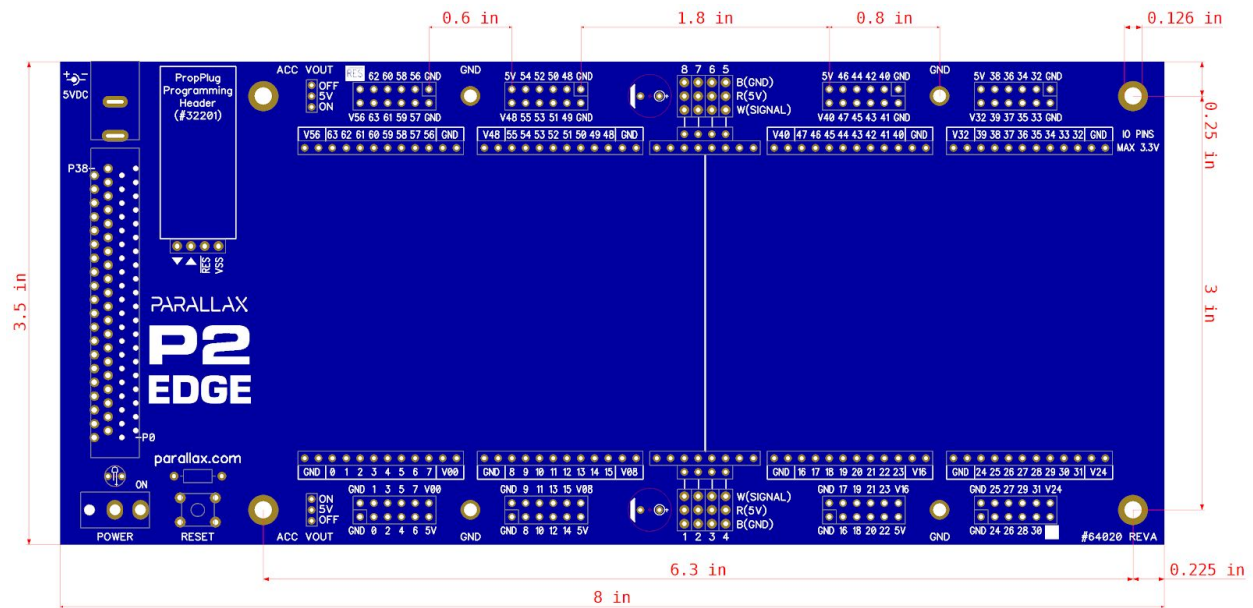 0.6 in 1.8 in 0.8 in 0.126 in
+ -
5VDC
PropPlug
Programming
Header
(#32201)
ACC VOUT
OFF
5V
ON
RES 62 60 58 56 GND
V56 63 61 59 57 GND
GND
5V 54 52 50 48 GND
V48 55 53 51 49 GND
+
8 7 6 5
B(GND)
R(5V)
W(SIGNAL)
+
5V 46 44 42 40 GND
V40 47 45 43 41 GND
GND
5V 38 36 34 32 GND
V32 39 37 35 33 GND
V56 63 62 61 60 59 58 57 56 GND
V48 55 54 53 52 51 50 49 48 GND
V40 47 46 45 44 43 42 41 40 GND
V32 39 38 37 36 35 34 33 32 GND
IO PINS
MAX 3.3V
0.25 in
P38
RES
VSS
3.5 in
3 in
PARALLAX
P2
EDGE
P0
parallax.com
ON
POWER
RESET
GND 0 1 2 3 4 5 6 7 V00
GND 8 9 10 11 12 13 14 15 V08
GND 16 17 18 19 20 21 22 23 V16
GND 24 25 26 27 28 29 30 31 V24
ON
5V
OFF
ACC VOUT
GND 1 3 5 7 V00
GND 0 2 4 6 5V
GND
GND 9 11 13 15 V08
GND 8 10 12 14 5V
+
W(SIGNAL)
R(5V)
B(GND)
1 2 3 4
+
GND 17 19 21 23 V16
GND 16 18 20 22 5V
GND
GND 25 27 29 31 V24
GND 24 26 28 30
#64020 REVA
6.3 in 0.225 in
8 in